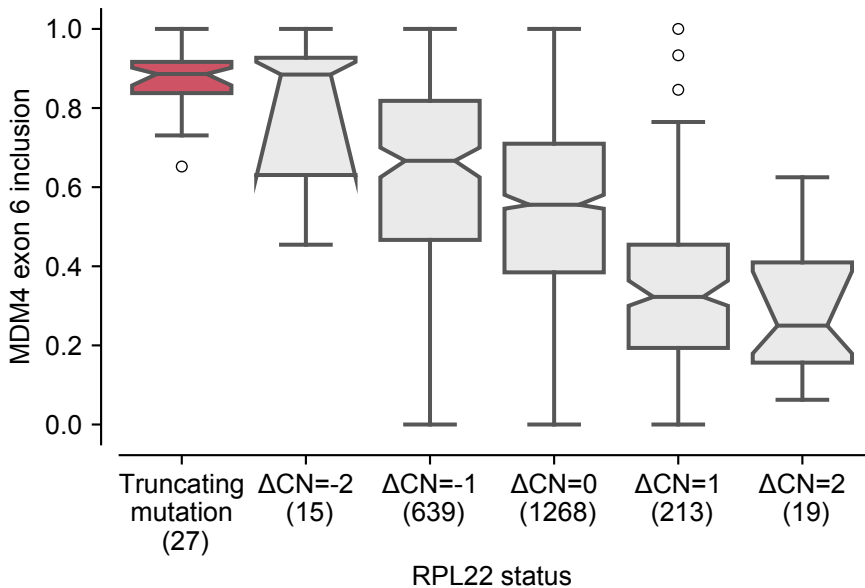 MDM4 exon 6 inclusion
1.0
0.8
0.6
0.4
0.2
0.0
Truncating
mutation
(27)
ΔCN=-2
(15)
ΔCN=-1
(639)
ΔCN=0
(1268)
ΔCN=1
(213)
ΔCN=2
(19)
RPL22 status